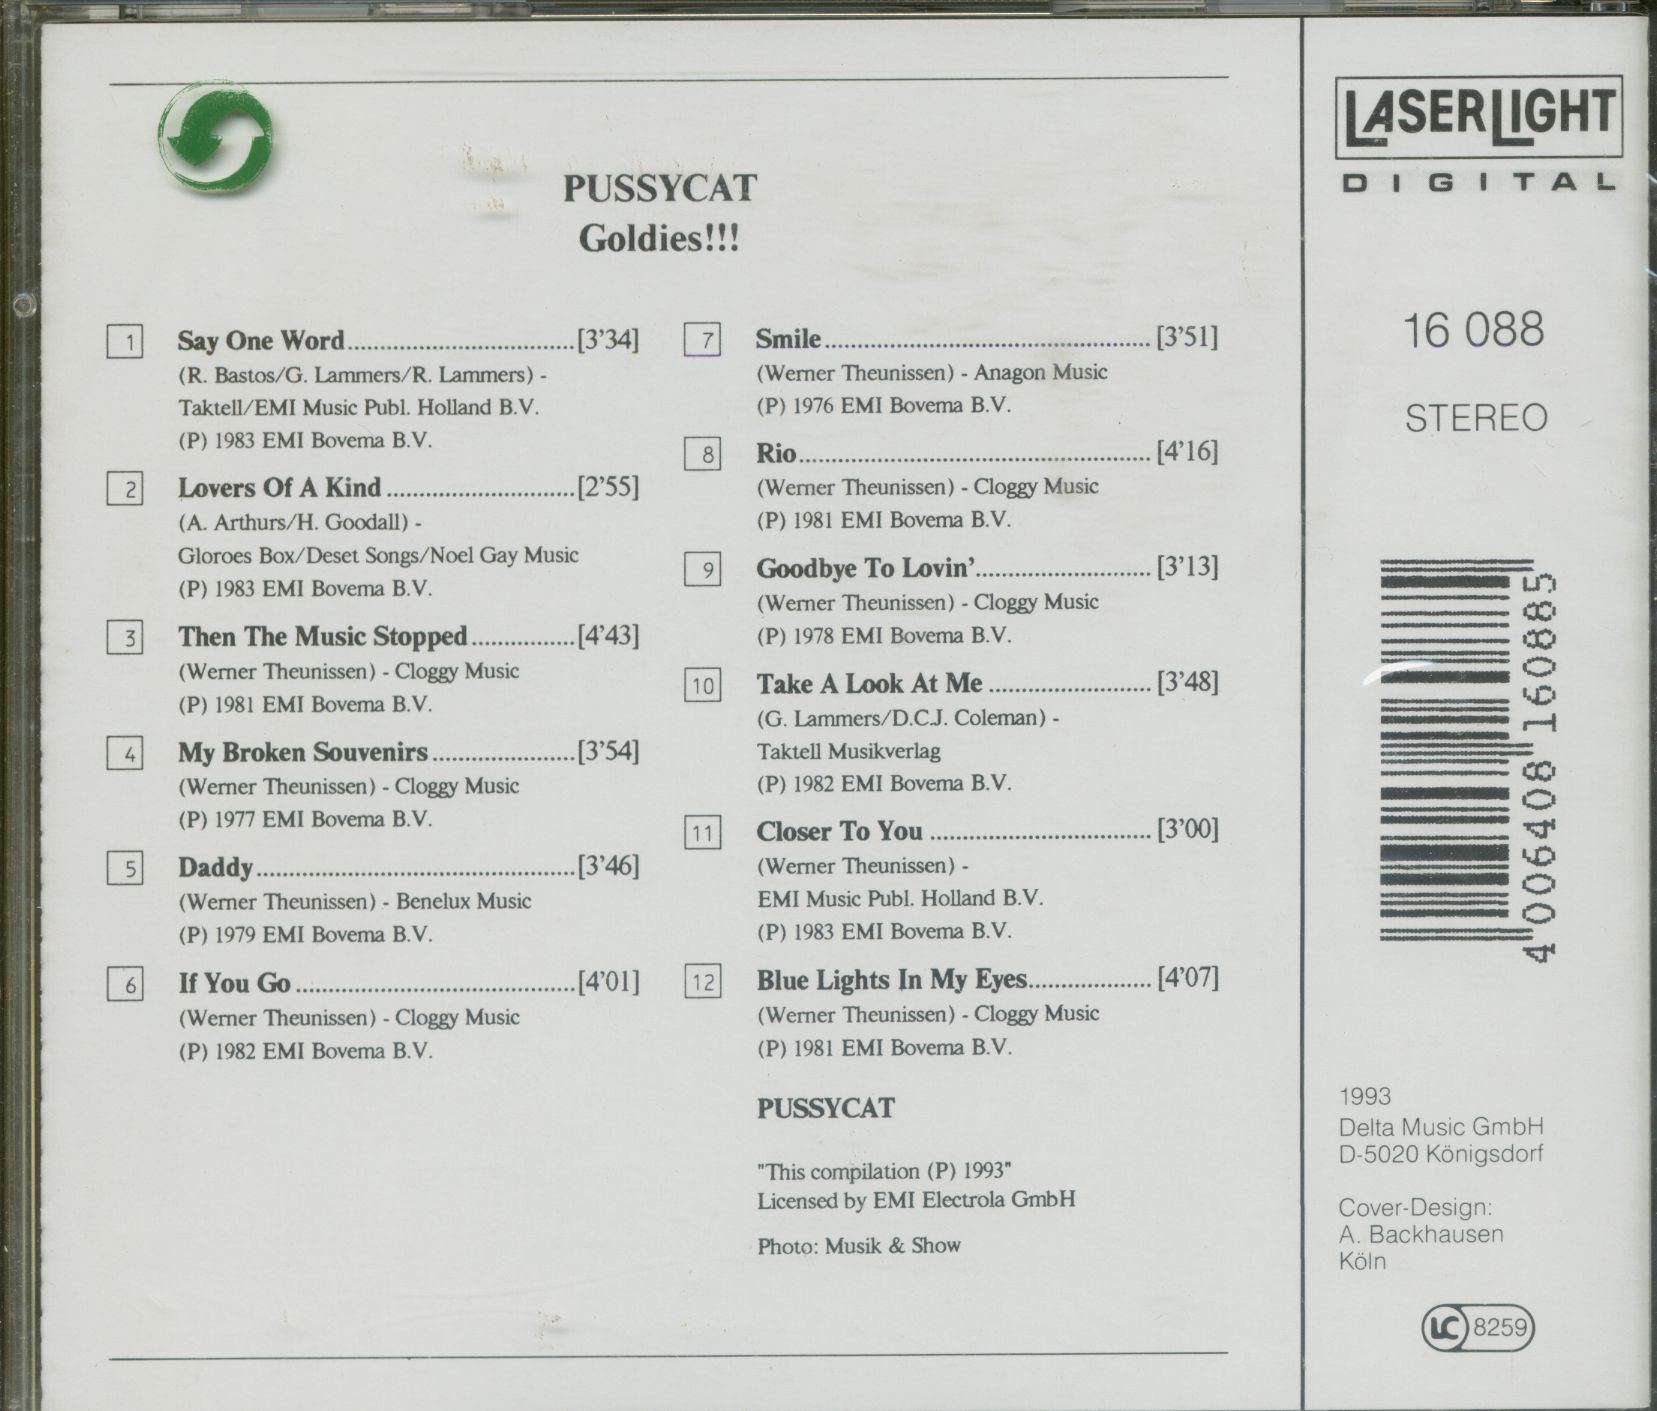 PUSSYCAT
Goldies!!!
1 Say One Word [3'34]
(R. Bastos/G. Lammers/R. Lammers) -
Taktell/EMI Music Publ. Holland B.V.
(P) 1983 EMI Bovema B.V.
2 Lovers Of A Kind [2'55]
(A. Arthurs/H. Goodall) -
Gloroes Box/Deset Songs/Noel Gay Music
(P) 1983 EMI Bovema B.V.
3 Then The Music Stopped [4'43]
(Werner Theunissen) - Cloggy Music
(P) 1981 EMI Bovema B.V.
4 My Broken Souvenirs [3'54]
(Werner Theunissen) - Cloggy Music
(P) 1977 EMI Bovema B.V.
5 Daddy [3'46]
(Werner Theunissen) - Benelux Music
(P) 1979 EMI Bovema B.V.
6 If You Go [4'01]
(Werner Theunissen) - Cloggy Music
(P) 1982 EMI Bovema B.V.
7 Smile [3'51]
(Werner Theunissen) - Anagon Music
(P) 1976 EMI Bovema B.V.
8 Rio [4'16]
(Werner Theunissen) - Cloggy Music
(P) 1981 EMI Bovema B.V.
9 Goodbye To Lovin' [3'13]
(Werner Theunissen) - Cloggy Music
(P) 1978 EMI Bovema B.V.
10 Take A Look At Me [3'48]
(G. Lammers/D.C.J. Coleman) -
Taktell Musikverlag
(P) 1982 EMI Bovema B.V.
11 Closer To You [3'00]
(Werner Theunissen) -
EMI Music Publ. Holland B.V.
(P) 1983 EMI Bovema B.V.
12 Blue Lights In My Eyes [4'07]
(Werner Theunissen) - Cloggy Music
(P) 1981 EMI Bovema B.V.
PUSSYCAT
"This compilation (P) 1993"
Licensed by EMI Electrola GmbH
Photo: Musik & Show
LASERLIGHT
DIGITAL
16 088
STEREO
4 006408 160885
1993
Delta Music GmbH
D-5020 Königsdorf
Cover-Design:
A. Backhausen
Köln
LC 8259